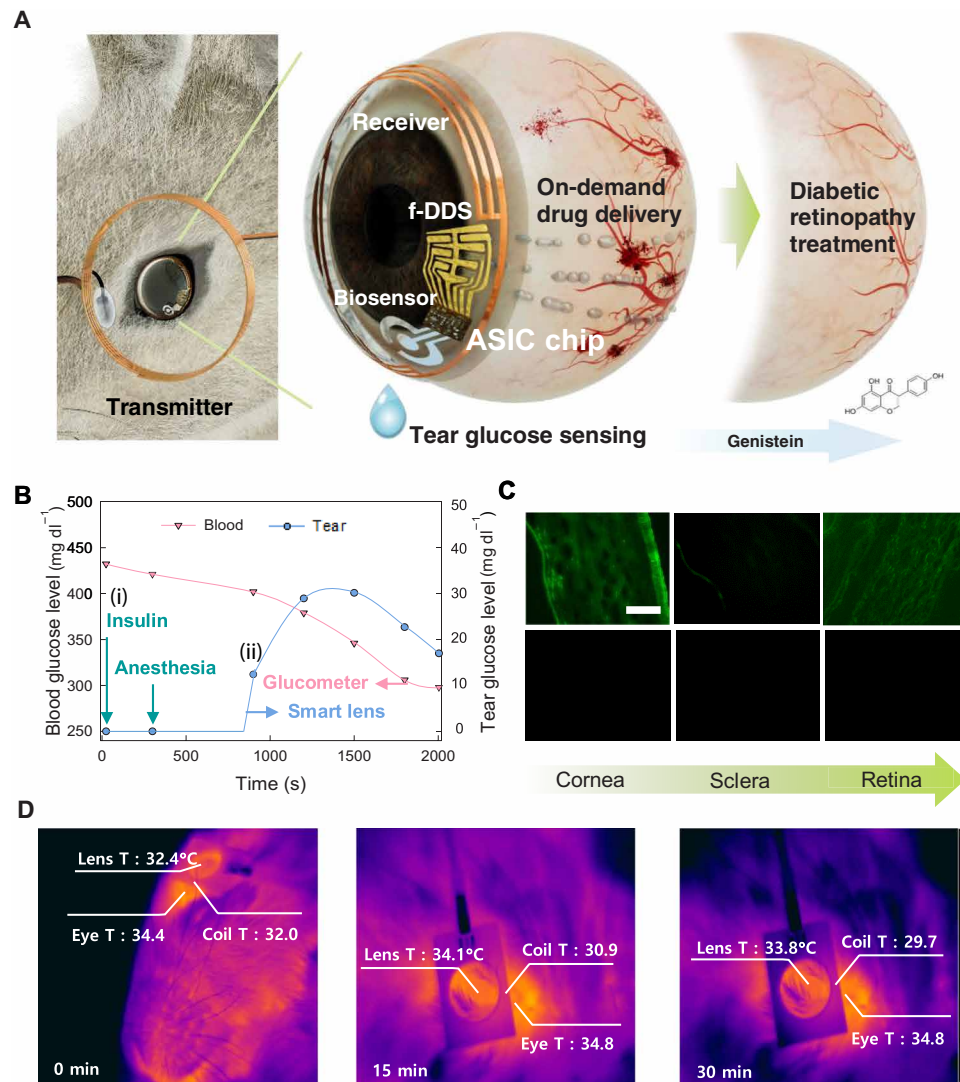 A
Receiver
f-DDS
Biosensor
ASIC chip
On-demand
drug delivery
Diabetic
retinopathy
treatment
Transmitter
Tear glucose sensing
Genistein
OH
O
OH
HO
O
B
Blood glucose level (mg dl⁻¹)
500
450
400
350
300
250
Blood
Tear
(i)
Insulin
Anesthesia
(ii)
Glucometer
Smart lens
50
40
30
20
10
0
Tear glucose level (mg dl⁻¹)
0
500
1000
1500
2000
Time (s)
C
Cornea
Sclera
Retina
D
Lens T : 32.4°C
Eye T : 34.4
Coil T : 32.0
0 min
Lens T : 34.1°C
Coil T : 30.9
Eye T : 34.8
15 min
Lens T : 33.8°C
Coil T : 29.7
Eye T : 34.8
30 min